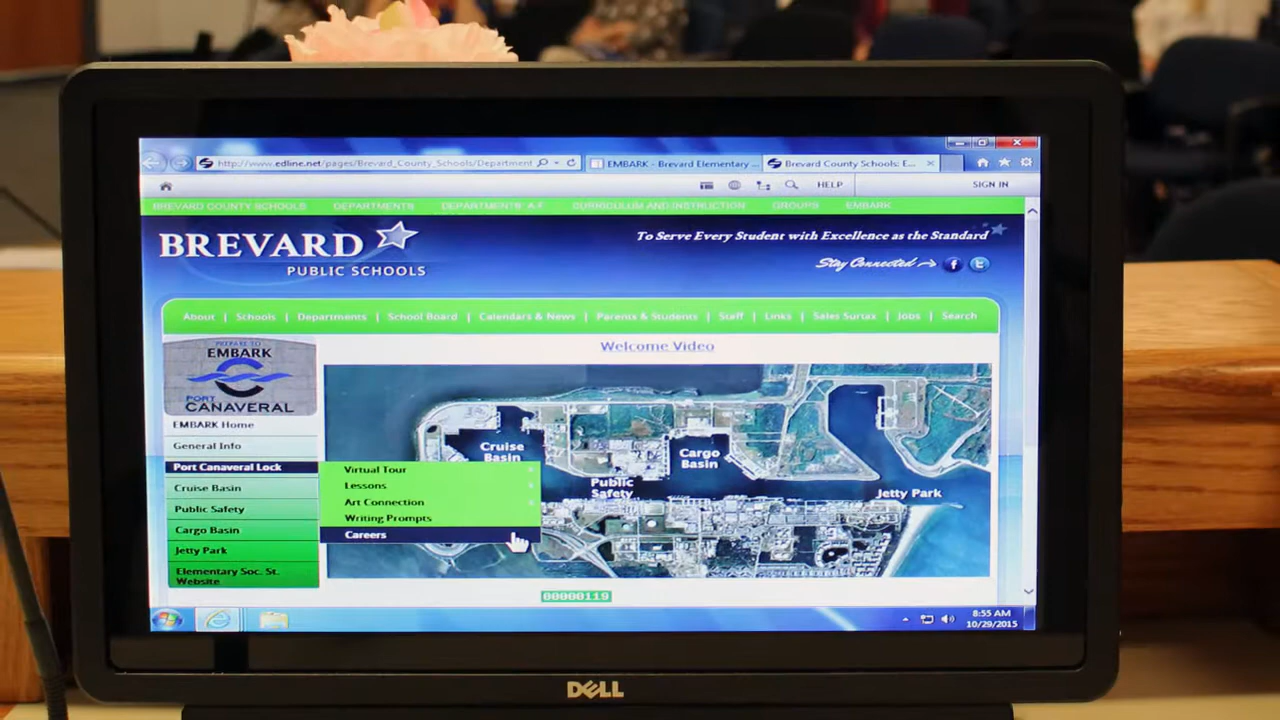 http://www.edline.net/pages/Brevard_County_Schools/Department
EMBARK - Brevard Elementary ...
Brevard County Schools: E...
HELP
SIGN IN
BREVARD COUNTY SCHOOLS DEPARTMENTS DEPARTMENTS: A-F CURRICULUM AND INSTRUCTION GROUPS EMBARK
BREVARD
PUBLIC SCHOOLS
To Serve Every Student with Excellence as the Standard
Stay Connected
About | Schools | Departments | School Board | Calendars & News | Parents & Students | Staff | Links | Sales Surtax | Jobs | Search
PREPARE TO
EMBARK
PORT
CANAVERAL
Welcome Video
EMBARK Home
General Info
Port Canaveral Lock
Cruise Basin
Public Safety
Cargo Basin
Jetty Park
Elementary Soc. St.
Website
Virtual Tour
Lessons
Art Connection
Writing Prompts
Careers
Cruise
Basin
Cargo
Basin
Public
Safety
Jetty Park
00000119
8:55 AM
10/29/2015
DELL